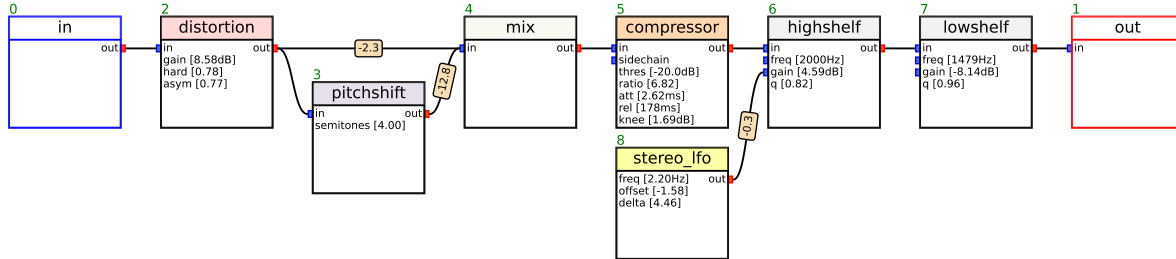 0
in
out
2
distortion
in out
gain [8.58dB]
hard [0.78]
asym [0.77]
-2.3
3
pitchshift
in
out
semitones [4.00]
-12.8
4
mix
in out
5
compressor
in out
sidechain
thres [-20.0dB]
ratio [6.82]
att [2.62ms]
rel [178ms]
knee [1.69dB]
8
stereo_lfo
freq [2.20Hz] out
offset [-1.58]
delta [4.46]
-0.3
6
highshelf
in out
freq [2000Hz]
gain [4.59dB]
q [0.82]
7
lowshelf
in out
freq [1479Hz]
gain [-8.14dB]
q [0.96]
1
out
in